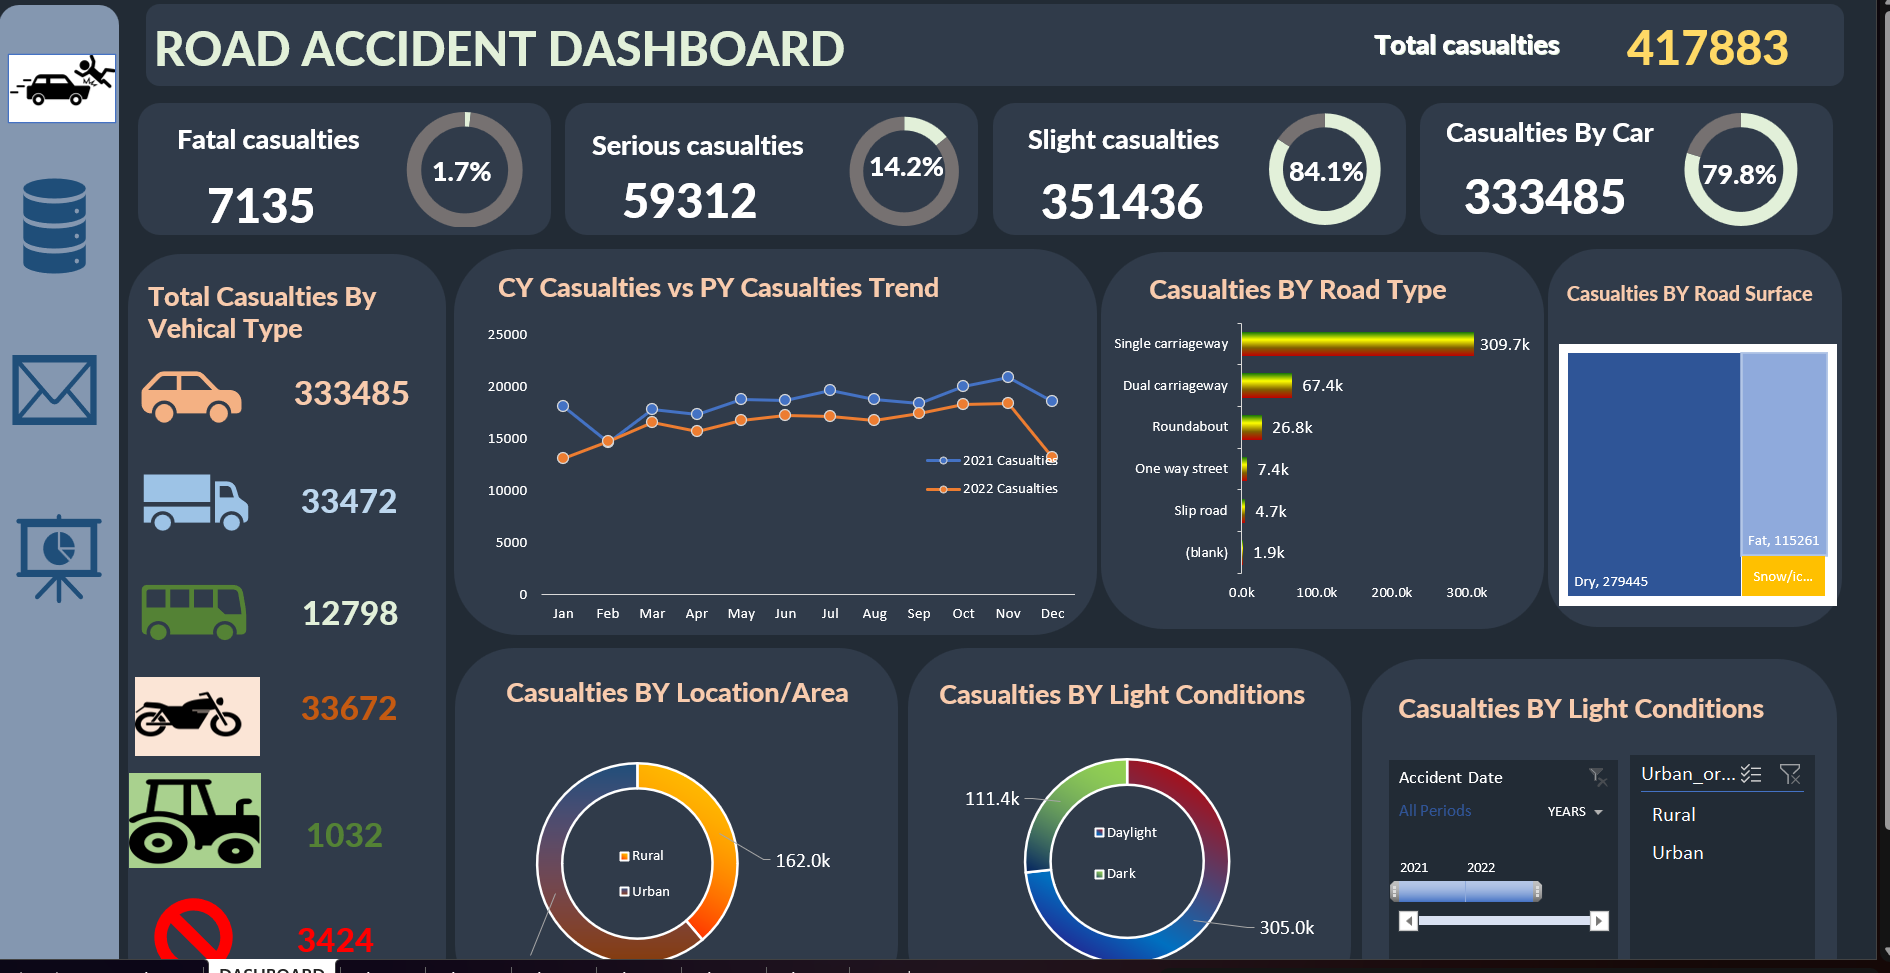 ROAD ACCIDENT DASHBOARD
Total casualties
417883
Fatal casualties
7135
1.7%
Serious casualties
59312
14.2%
Slight casualties
351436
84.1%
Casualties By Car
333485
79.8%
Total Casualties By
Vehical Type
333485
33472
12798
33672
1032
3424
CY Casualties vs PY Casualties Trend
25000
20000
15000
10000
5000
0
Jan Feb Mar Apr May Jun Jul Aug Sep Oct Nov Dec
2021 Casualties
2022 Casualties
Casualties BY Road Type
Single carriageway 309.7k
Dual carriageway 67.4k
Roundabout 26.8k
One way street 7.4k
Slip road 4.7k
(blank) 1.9k
0.0k 100.0k 200.0k 300.0k
Casualties BY Road Surface
Dry, 279445
Fat, 115261
Snow/ic...
Casualties BY Location/Area
Rural
Urban
162.0k
Casualties BY Light Conditions
111.4k
Daylight
Dark
305.0k
Casualties BY Light Conditions
Accident Date
All Periods
YEARS
2021 2022
Urban_or...
Rural
Urban
DASHBOARD